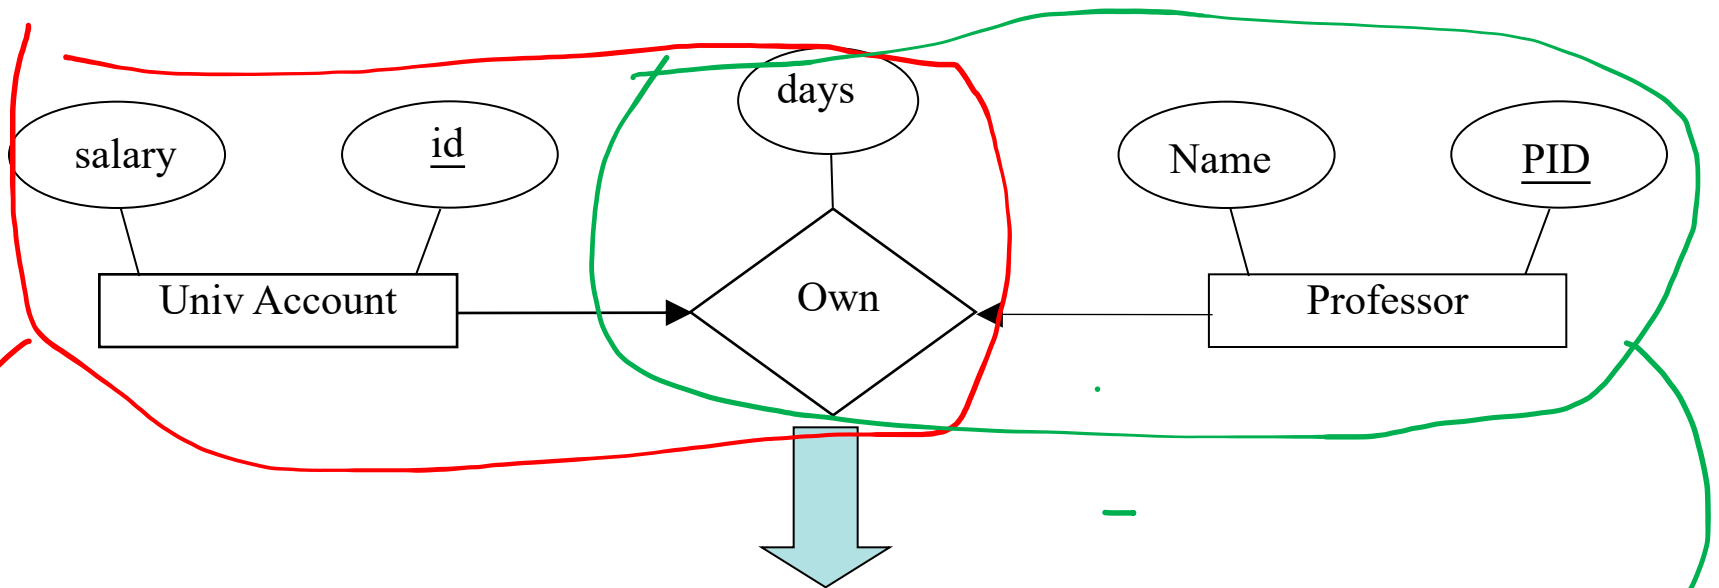 days
salary
id
Name
PID
Univ Account
Own
Professor